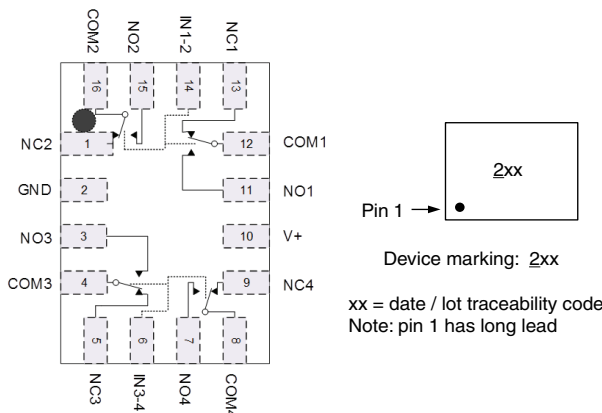 COM2
NO2
IN1-2
NC1
16
15
14
13
NC2
1
12
COM1
GND
2
11
NO1
NO3
3
10
V+
COM3
4
9
NC4
5
6
7
8
NC3
IN3-4
NO4
COM4
2xx
Pin 1
Device marking: 2xx
xx = date / lot traceability code
Note: pin 1 has long lead